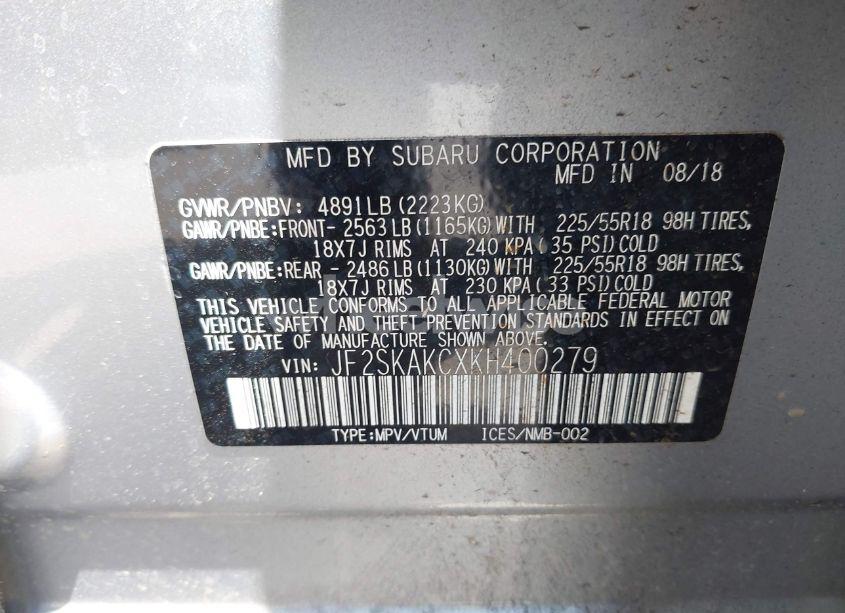 MFD BY SUBARU CORPORATION
MFD IN 08/18
GVWR/PNBV: 4891LB(2223KG)
GAWR/PNBE:FRONT- 2563LB(1165KG)WITH 225/55R18 98H TIRES,
18X7J RIMS AT 240 KPA( 35 PSI)COLD
GAWR/PNBE:REAR - 2486LB(1130KG)WITH 225/55R18 98H TIRES,
18X7J RIMS AT 230 KPA( 33 PSI)COLD
THIS VEHICLE CONFORMS TO ALL APPLICABLE FEDERAL MOTOR
VEHICLE SAFETY AND THEFT PREVENTION STANDARDS IN EFFECT ON
THE DATE OF MANUFACTURE SHOWN ABOVE.
VIN: JF2SKAKCXKH400279
TYPE:MPV/VTUM ICES/NMB-002